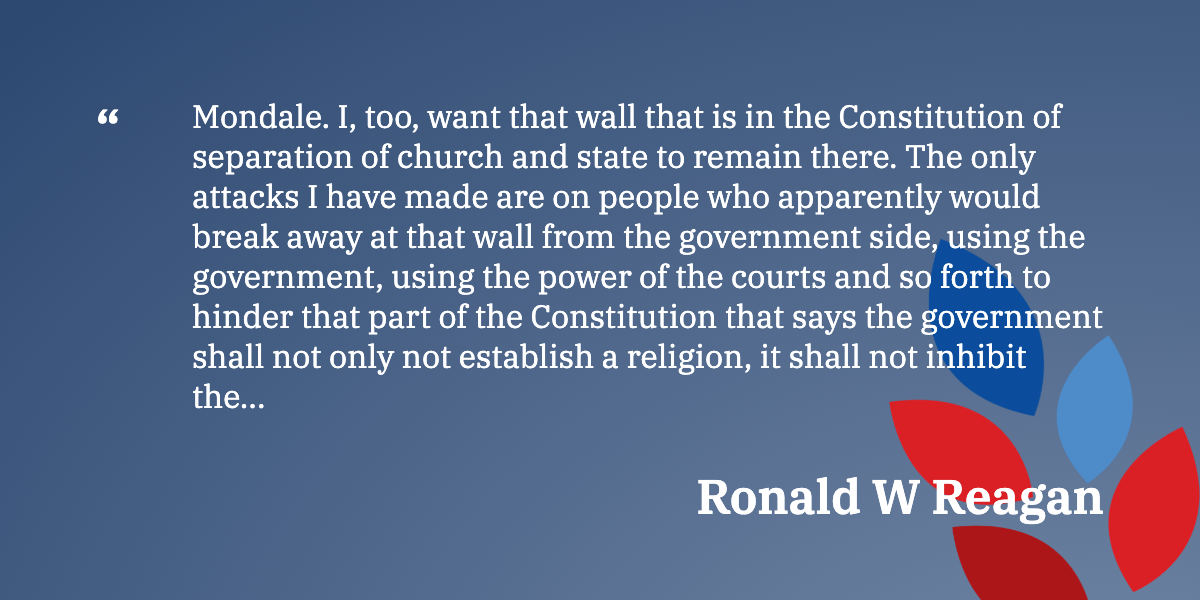 “
Mondale. I, too, want that wall that is in the Constitution of
separation of church and state to remain there. The only
attacks I have made are on people who apparently would
break away at that wall from the government side, using the
government, using the power of the courts and so forth to
hinder that part of the Constitution that says the government
shall not only not establish a religion, it shall not inhibit
the...
Ronald W Reagan